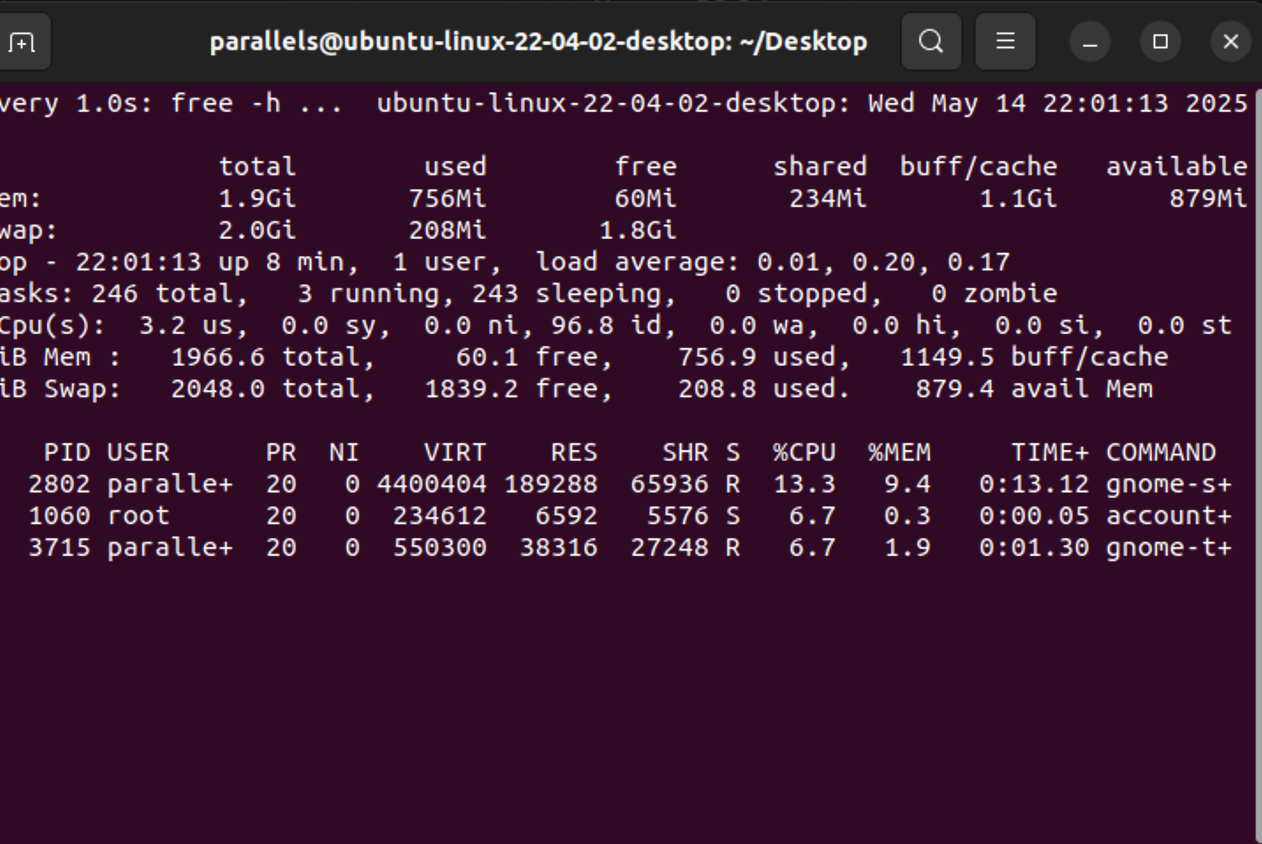 parallels@ubuntu-linux-22-04-02-desktop: ~/Desktop
very 1.0s: free -h ...  ubuntu-linux-22-04-02-desktop: Wed May 14 22:01:13 2025
total        used        free      shared  buff/cache   available
em:           1.9Gi       756Mi        60Mi       234Mi       1.1Gi       879Mi
wap:          2.0Gi       208Mi       1.8Gi
op - 22:01:13 up 8 min,  1 user,  load average: 0.01, 0.20, 0.17
asks: 246 total,   3 running, 243 sleeping,   0 stopped,   0 zombie
Cpu(s):  3.2 us,  0.0 sy,  0.0 ni, 96.8 id,  0.0 wa,  0.0 hi,  0.0 si,  0.0 st
iB Mem :   1966.6 total,     60.1 free,    756.9 used,   1149.5 buff/cache
iB Swap:   2048.0 total,   1839.2 free,    208.8 used.    879.4 avail Mem
PID USER      PR  NI    VIRT    RES    SHR S  %CPU  %MEM     TIME+ COMMAND
2802 paralle+  20   0 4400404 189288  65936 R  13.3   9.4   0:13.12 gnome-s+
1060 root      20   0  234612   6592   5576 S   6.7   0.3   0:00.05 account+
3715 paralle+  20   0  550300  38316  27248 R   6.7   1.9   0:01.30 gnome-t+